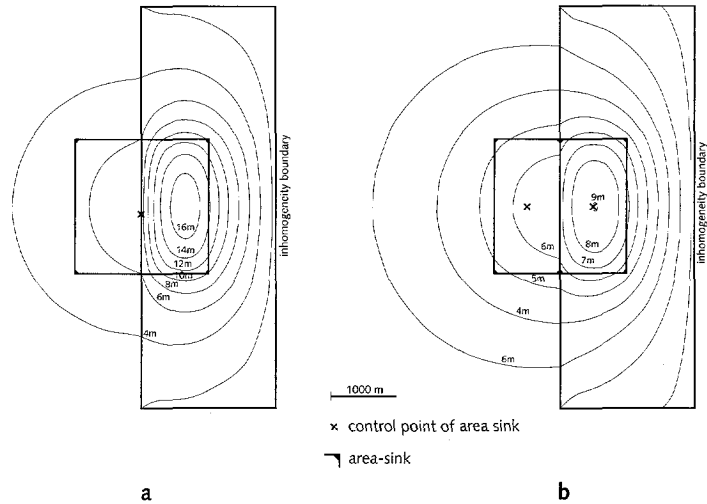 16m
14m
12m
10m
8m
6m
4m
inhomogeneity boundary
9m
8m
7m
6m
5m
4m
6m
inhomogeneity boundary
1000 m
× control point of area sink
area-sink
a
b